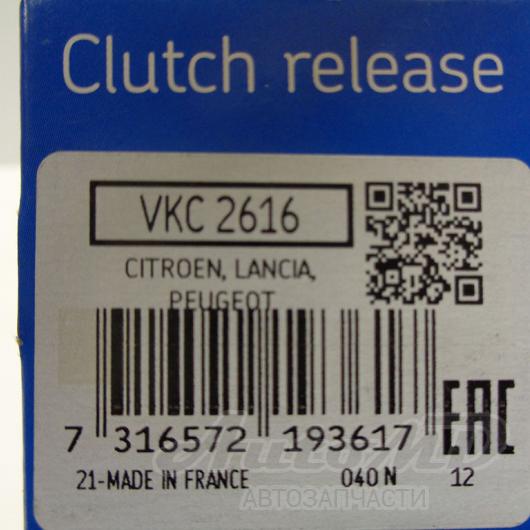 Clutch release
VKC 2616
CITROEN, LANCIA,
PEUGEOT
7 316572 193617
EAC
21-MADE IN FRANCE 040 N 12
АВТОЗАПЧАСТИ